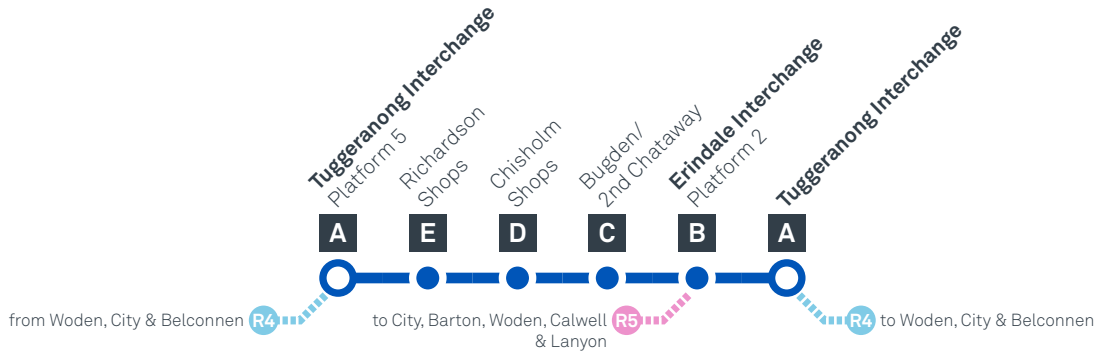 Tuggeranong Interchange
Platform 5
Richardson
Shops
Chisholm
Shops
Bugden/
2nd Chataway
Erindale Interchange
Platform 2
Tuggeranong Interchange
A
E
D
C
B
A
from Woden, City & Belconnen R4
to City, Barton, Woden, Calwell R5
& Lanyon
R4 to Woden, City & Belconnen